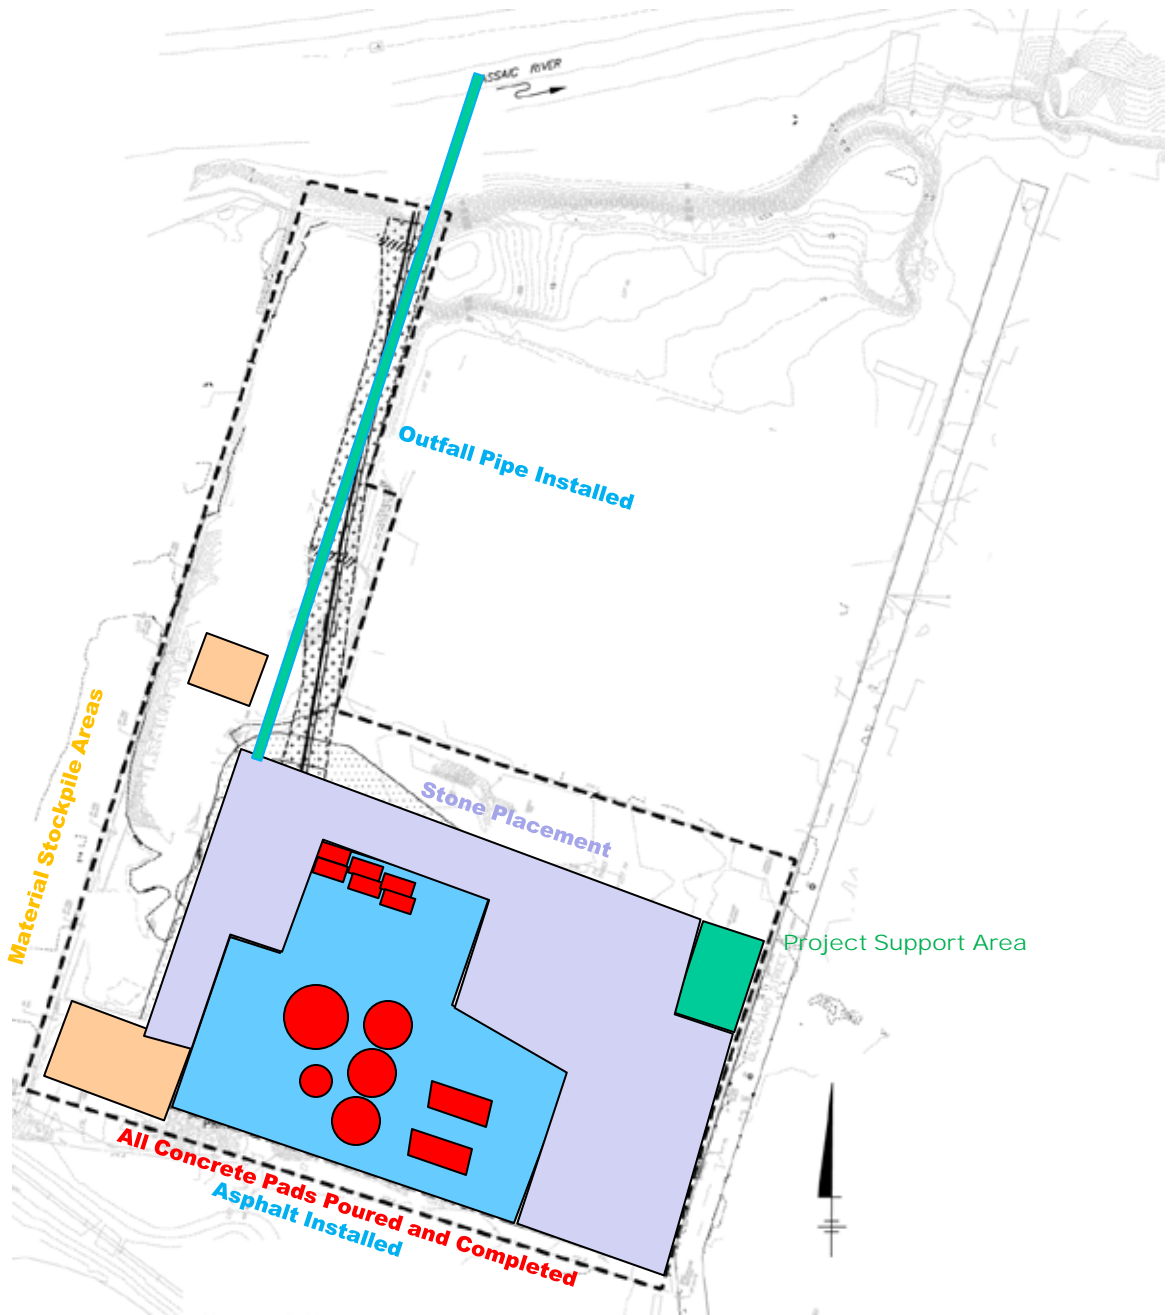 ASSAIC RIVER
Outfall Pipe Installed
Material Stockpile Areas
Stone Placement
Project Support Area
All Concrete Pads Poured and Completed
Asphalt Installed